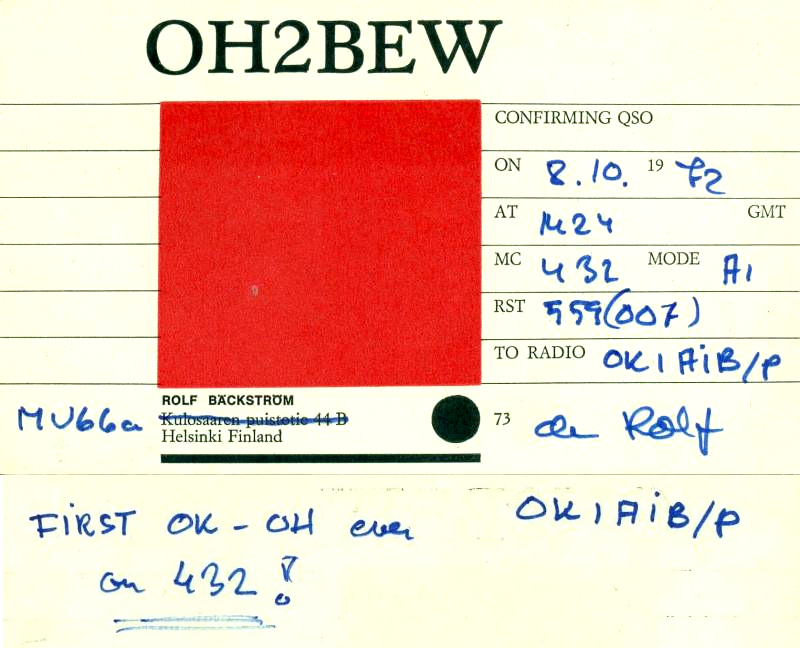 OH2BEW
CONFIRMING QSO
ON 8.10. 19 72
AT 1424 GMT
MC 432 MODE A1
RST 559(007)
TO RADIO OK1AiB/P
ROLF BÄCKSTRÖM
MU66a Kulosaaren puistotie 44 B
Helsinki Finland
73 de Rolf
FiRST OK - OH ever
on 432!
OK1AiB/p